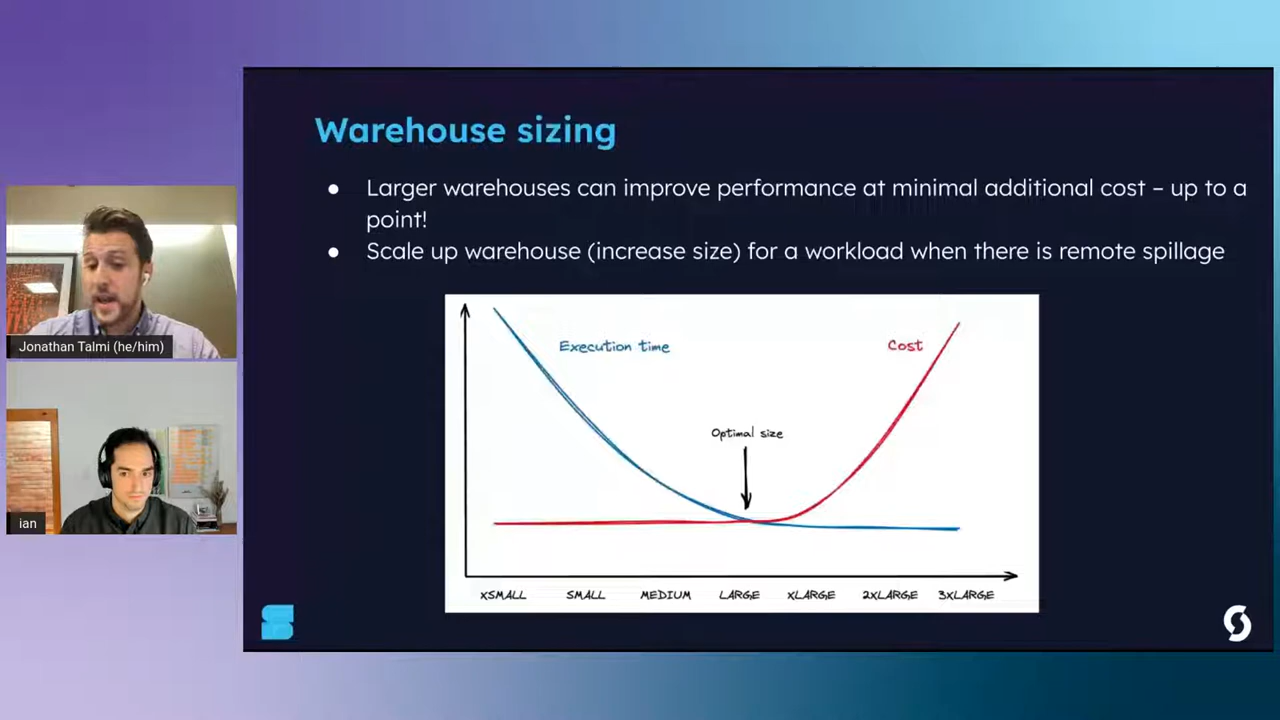 Warehouse sizing
● Larger warehouses can improve performance at minimal additional cost – up to a
point!
● Scale up warehouse (increase size) for a workload when there is remote spillage
Execution time
Cost
Optimal size
XSMALL SMALL MEDIUM LARGE XLARGE 2XLARGE 3XLARGE
Jonathan Talmi (he/him)
ian